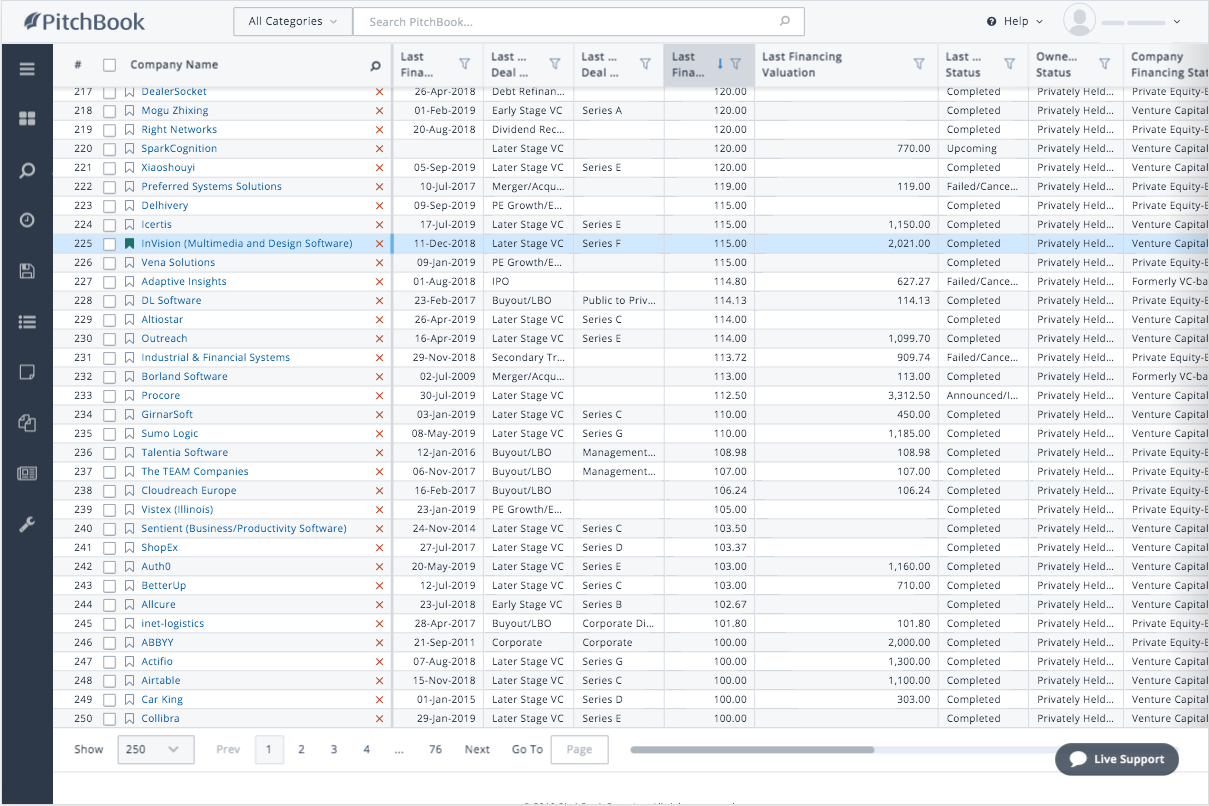 PitchBook All Categories Search PitchBook... Help
# Company Name Last Fina... Last ... Deal ... Last ... Deal ... Last Fina... Last Financing Valuation Last ... Status Owne... Status Company Financing Stat
217 DealerSocket 26-Apr-2018 Debt Refinan... 120.00 Completed Privately Held... Private Equity-B
218 Mogu Zhixing 01-Feb-2019 Early Stage VC Series A 120.00 Completed Privately Held... Venture Capital
219 Right Networks 20-Aug-2018 Dividend Rec... 120.00 Completed Privately Held... Private Equity-B
220 SparkCognition Later Stage VC 120.00 770.00 Upcoming Privately Held... Venture Capital
221 Xiaoshouyi 05-Sep-2019 Later Stage VC Series E 120.00 Completed Privately Held... Venture Capital
222 Preferred Systems Solutions 10-Jul-2017 Merger/Acqu... 119.00 119.00 Failed/Cance... Privately Held... Private Equity-B
223 Delhivery 09-Sep-2019 PE Growth/E... 115.00 Completed Privately Held... Private Equity-B
224 Icertis 17-Jul-2019 Later Stage VC Series E 115.00 1,150.00 Completed Privately Held... Venture Capital
225 InVision (Multimedia and Design Software) 11-Dec-2018 Later Stage VC Series F 115.00 2,021.00 Completed Privately Held... Venture Capital
226 Vena Solutions 09-Jan-2019 PE Growth/E... 115.00 Completed Privately Held... Private Equity-B
227 Adaptive Insights 01-Aug-2018 IPO 114.80 627.27 Failed/Cance... Privately Held... Formerly VC-ba
228 DL Software 23-Feb-2017 Buyout/LBO Public to Priv... 114.13 114.13 Completed Privately Held... Private Equity-B
229 Altiostar 26-Apr-2019 Later Stage VC Series C 114.00 Completed Privately Held... Venture Capital
230 Outreach 16-Apr-2019 Later Stage VC Series E 114.00 1,099.70 Completed Privately Held... Venture Capital
231 Industrial & Financial Systems 29-Nov-2018 Secondary Tr... 113.72 909.74 Failed/Cance... Privately Held... Private Equity-B
232 Borland Software 02-Jul-2009 Merger/Acqu... 113.00 113.00 Completed Privately Held... Formerly VC-ba
233 Procore 30-Jul-2019 Later Stage VC 112.50 3,312.50 Announced/I... Privately Held... Venture Capital
234 GirnarSoft 03-Jan-2019 Later Stage VC Series C 110.00 450.00 Completed Privately Held... Venture Capital
235 Sumo Logic 08-May-2019 Later Stage VC Series G 110.00 1,185.00 Completed Privately Held... Venture Capital
236 Talentia Software 12-Jan-2016 Buyout/LBO Management... 108.98 108.98 Completed Privately Held... Private Equity-B
237 The TEAM Companies 06-Nov-2017 Buyout/LBO Management... 107.00 107.00 Completed Privately Held... Private Equity-B
238 Cloudreach Europe 16-Feb-2017 Buyout/LBO 106.24 106.24 Completed Privately Held... Private Equity-B
239 Vistex (Illinois) 23-Jan-2019 PE Growth/E... 105.00 Completed Privately Held... Private Equity-B
240 Sentient (Business/Productivity Software) 24-Nov-2014 Later Stage VC Series C 103.50 Completed Privately Held... Venture Capital
241 ShopEx 27-Jul-2017 Later Stage VC Series D 103.37 Completed Privately Held... Venture Capital
242 Auth0 20-May-2019 Later Stage VC Series E 103.00 1,160.00 Completed Privately Held... Venture Capital
243 BetterUp 12-Jul-2019 Later Stage VC Series C 103.00 710.00 Completed Privately Held... Venture Capital
244 Allcure 23-Jul-2018 Early Stage VC Series B 102.67 Completed Privately Held... Venture Capital
245 inet-logistics 28-Apr-2017 Buyout/LBO Corporate Di... 101.80 101.80 Completed Privately Held... Private Equity-B
246 ABBYY 21-Sep-2011 Corporate Corporate 100.00 2,000.00 Completed Privately Held... Private Equity-B
247 Actifio 07-Aug-2018 Later Stage VC Series G 100.00 1,300.00 Completed Privately Held... Venture Capital
248 Airtable 15-Nov-2018 Later Stage VC Series C 100.00 1,100.00 Completed Privately Held... Venture Capital
249 Car King 01-Jan-2015 Later Stage VC Series D 100.00 303.00 Completed Privately Held... Venture Capital
250 Collibra 29-Jan-2019 Later Stage VC Series E 100.00 Completed Privately Held... Venture Capital
Show 250 Prev 1 2 3 4 ... 76 Next Go To Page
Live Support